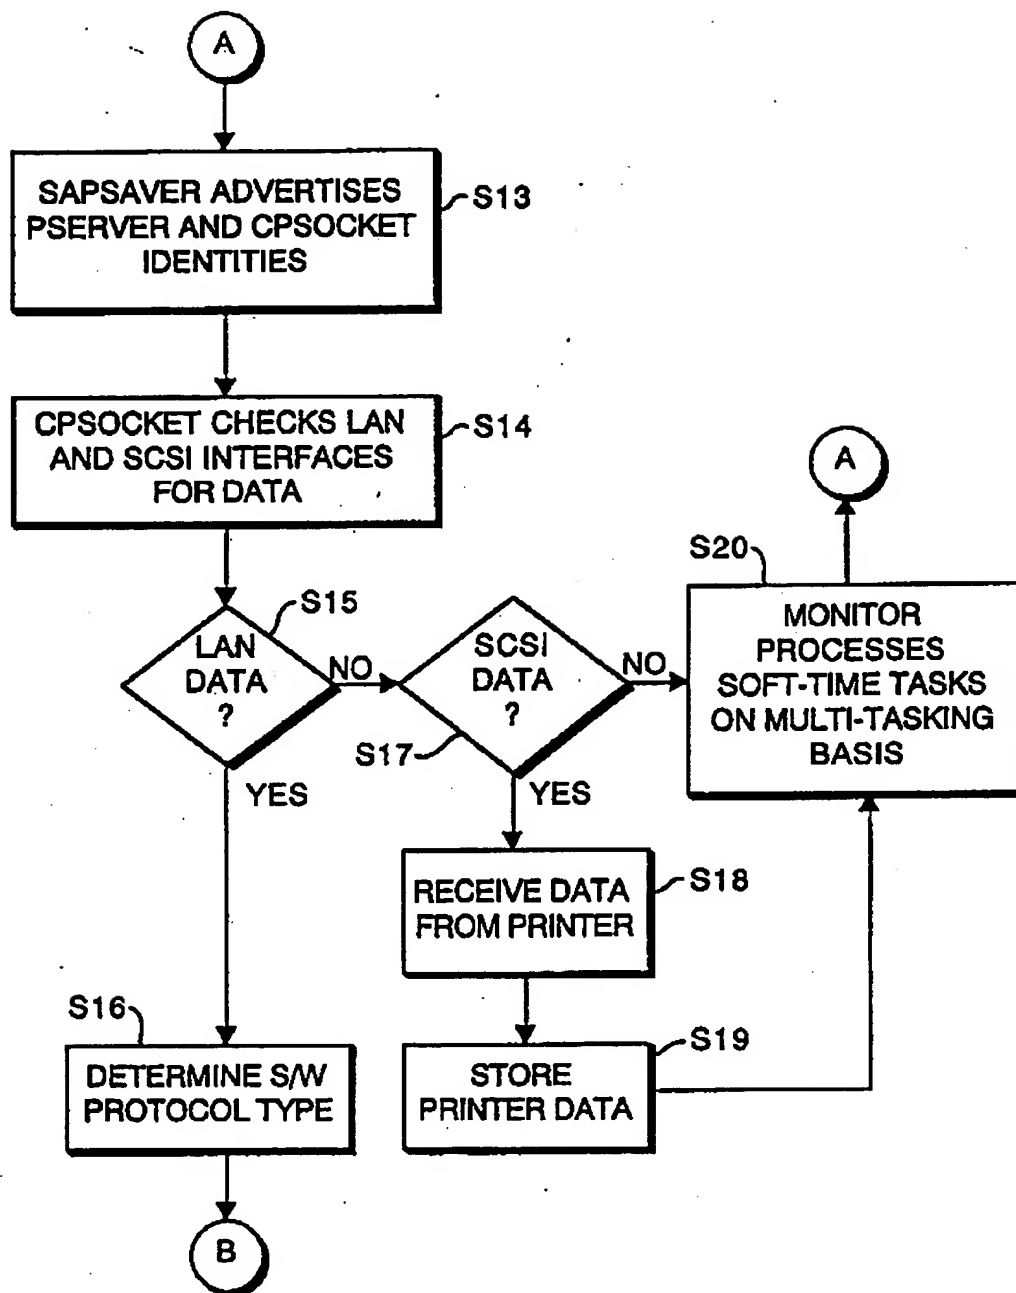 A
SAPSAVER ADVERTISES
PSERVER AND CPSOCKET
IDENTITIES
S13
CPSOCKET CHECKS LAN
AND SCSI INTERFACES
FOR DATA
S14
A
S20
MONITOR
PROCESSES
SOFT-TIME TASKS
ON MULTI-TASKING
BASIS
S15
LAN
DATA
?
NO
SCSI
DATA
?
NO
S17
YES
YES
RECEIVE DATA
FROM PRINTER
S18
S16
DETERMINE S/W
PROTOCOL TYPE
STORE
PRINTER DATA
S19
B